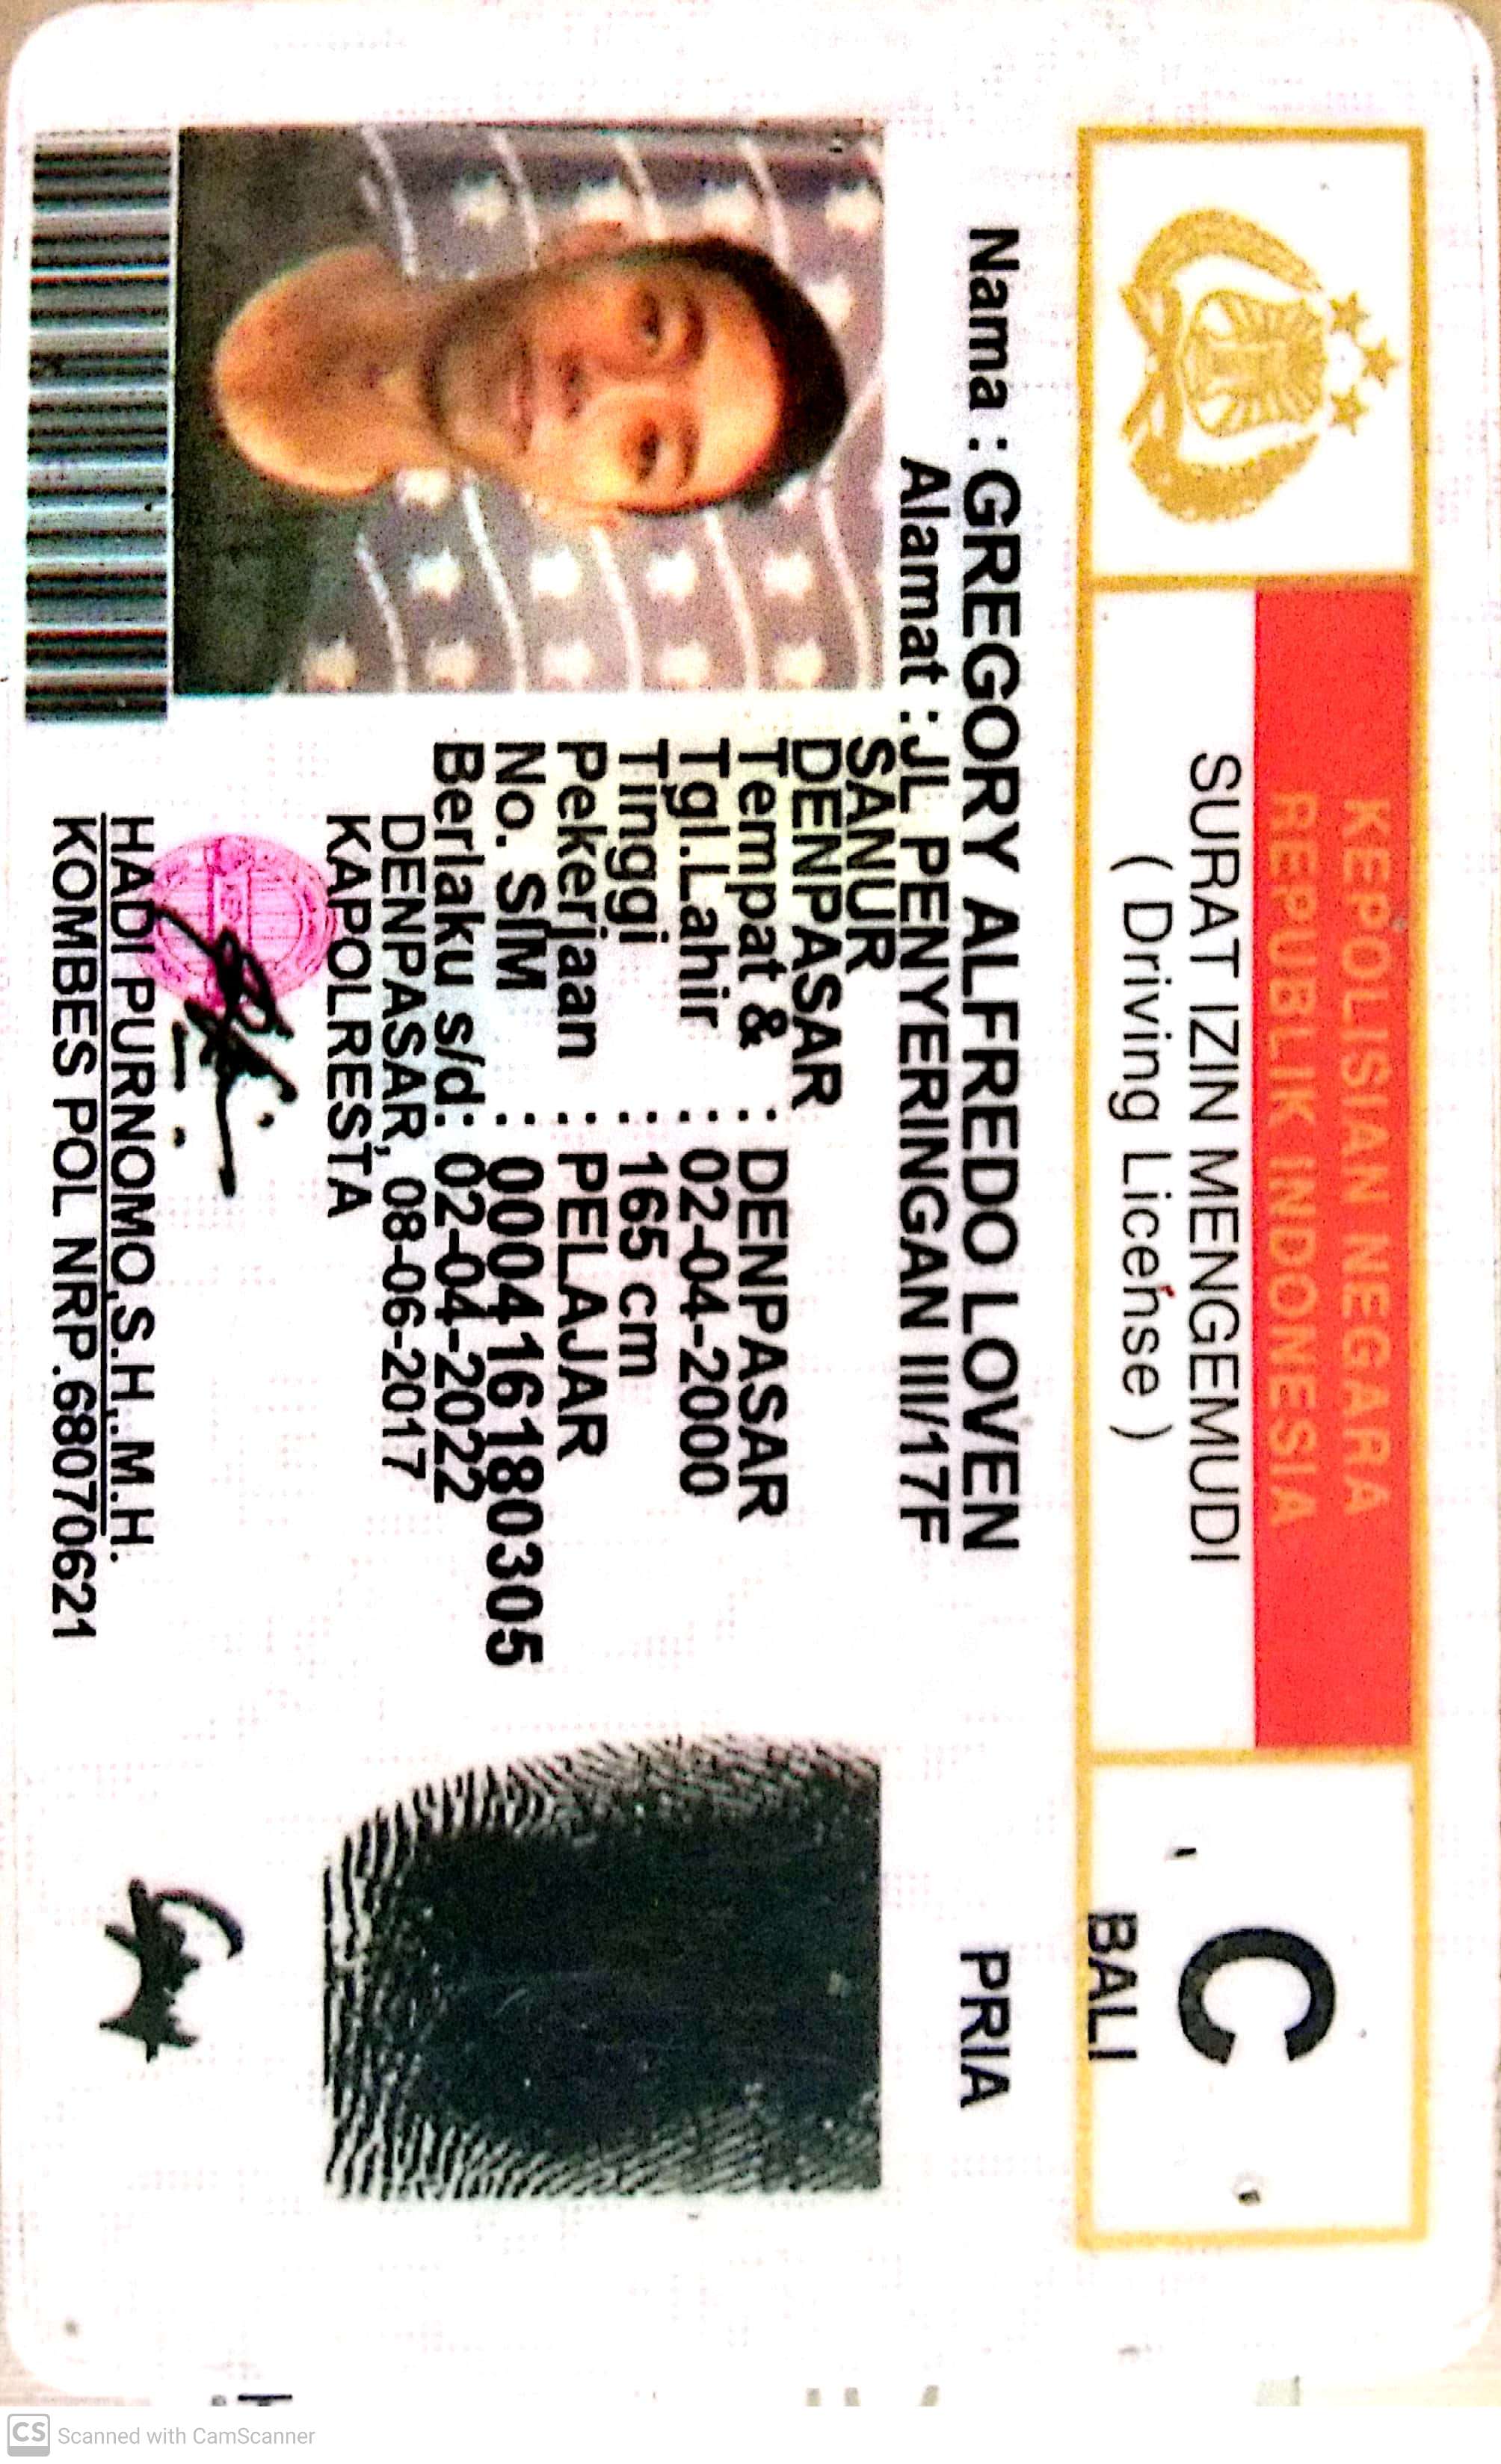 KEPOLISIAN NEGARA
REPUBLIK INDONESIA
SURAT IZIN MENGEMUDI
( Driving License )
C
BALI
Nama : GREGORY ALFREDO LOVEN
PRIA
Alamat : JL PENYERINGAN III/17F
SANUR
DENPASAR
Tempat & : DENPASAR
Tgl.Lahir : 02-04-2000
Tinggi : 165 cm
Pekerjaan : PELAJAR
No. SIM : 000416180305
Berlaku s/d: 02-04-2022
DENPASAR, 08-06-2017
KAPOLRESTA
HADI PURNOMO,S.H,.M.H.
KOMBES POL NRP.68070621
CS Scanned with CamScanner